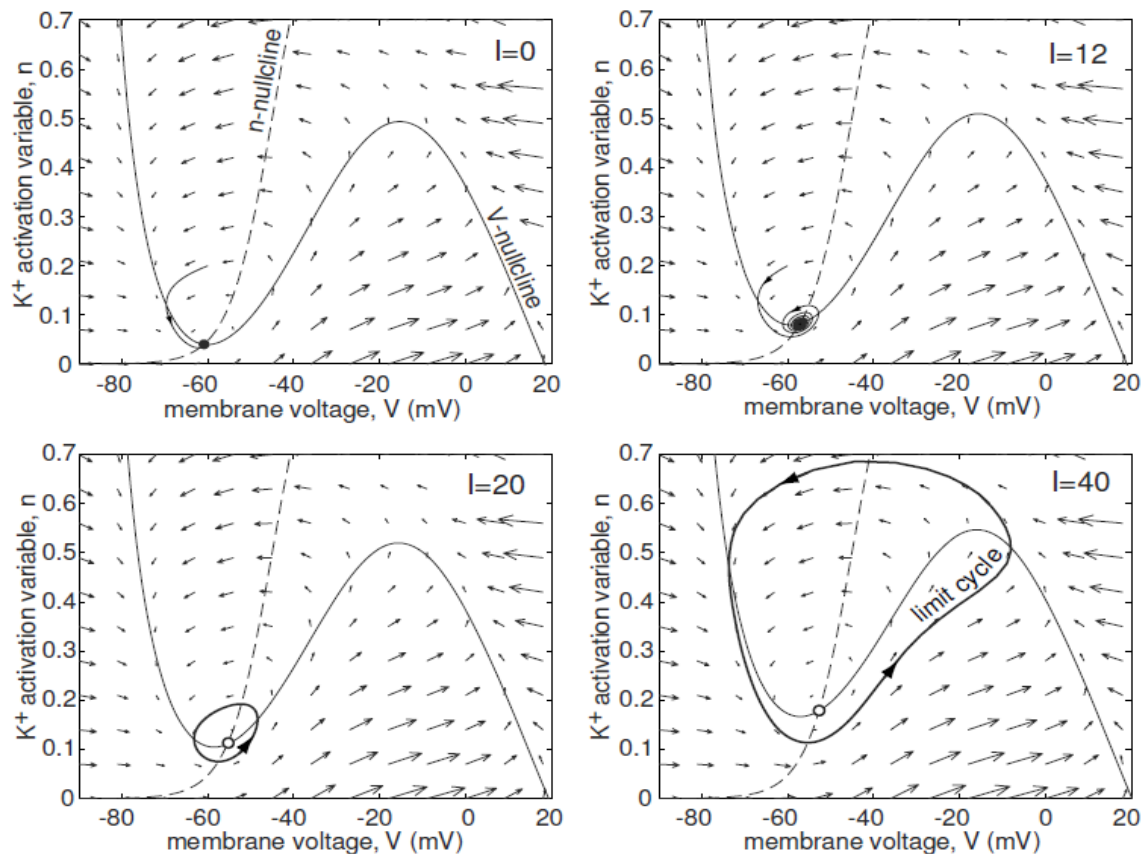 I=0
n-nullcline
V-nullcline
K+ activation variable, n
0.7
0.6
0.5
0.4
0.3
0.2
0.1
0
-80 -60 -40 -20 0 20
membrane voltage, V (mV)
I=12
K+ activation variable, n
0.7
0.6
0.5
0.4
0.3
0.2
0.1
0
-80 -60 -40 -20 0 20
membrane voltage, V (mV)
I=20
K+ activation variable, n
0.7
0.6
0.5
0.4
0.3
0.2
0.1
0
-80 -60 -40 -20 0 20
membrane voltage, V (mV)
I=40
limit cycle
K+ activation variable, n
0.7
0.6
0.5
0.4
0.3
0.2
0.1
0
-80 -60 -40 -20 0 20
membrane voltage, V (mV)